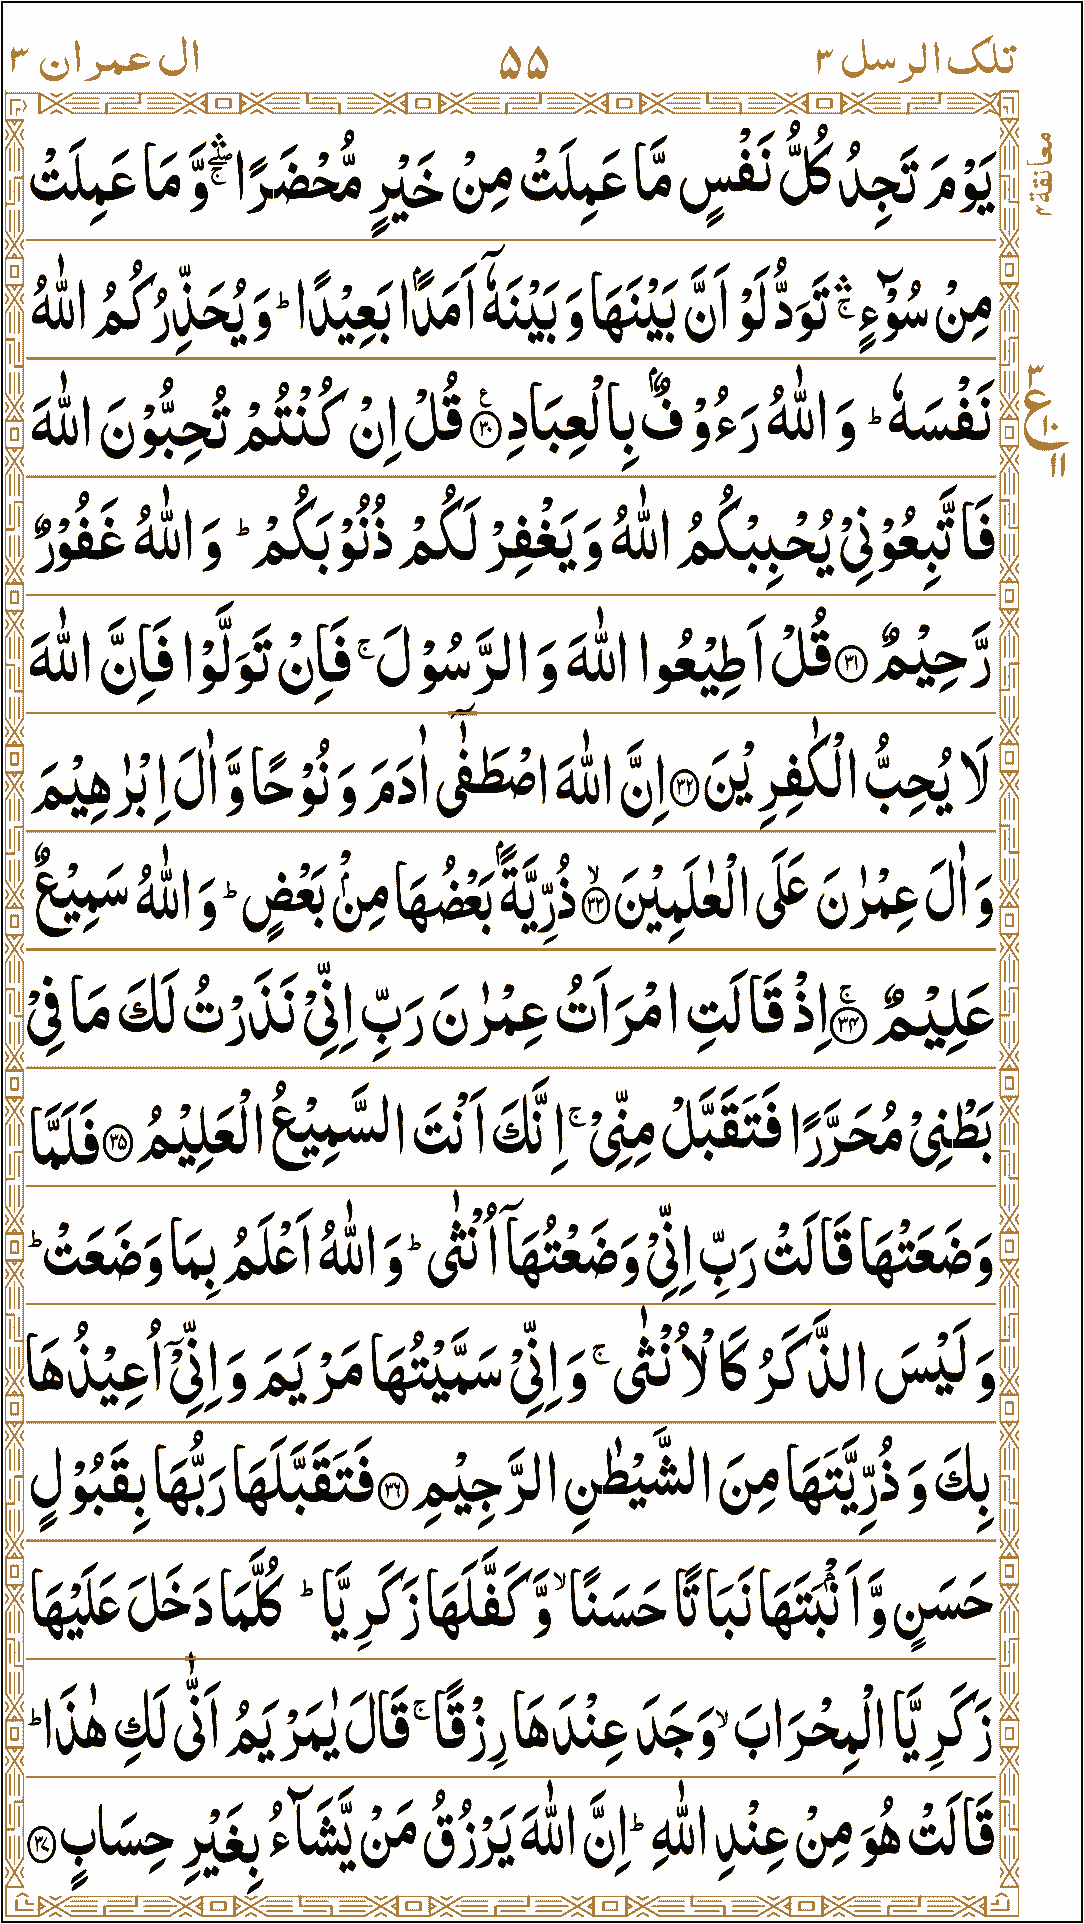 تلک الرسل ۳ ۵۵ ال عمران ۳
معانقة ۲
یَوْمَ تَجِدُ كُلُّ نَفْسٍ مَّا عَمِلَتْ مِنْ خَیْرٍ مُّحْضَرًا ۛۖۚ وَّ مَا عَمِلَتْ
مِنْ سُوْٓءٍ ۛۚ تَوَدُّ لَوْ اَنَّ بَیْنَهَا وَ بَیْنَهٗۤ اَمَدًۢا بَعِیْدًا ؕ وَ یُحَذِّرُكُمُ اللّٰهُ
نَفْسَهٗ ؕ وَ اللّٰهُ رَءُوْفٌۢ بِالْعِبَادِ ۠﴿۳۰﴾ قُلْ اِنْ كُنْتُمْ تُحِبُّوْنَ اللّٰهَ
۳ ع ۱۰ ۱۱
فَاتَّبِعُوْنِیْ یُحْبِبْكُمُ اللّٰهُ وَ یَغْفِرْ لَكُمْ ذُنُوْبَكُمْ ؕ وَ اللّٰهُ غَفُوْرٌ
رَّحِیْمٌ ﴿۳۱﴾ قُلْ اَطِیْعُوا اللّٰهَ وَ الرَّسُوْلَ ۚ فَاِنْ تَوَلَّوْا فَاِنَّ اللّٰهَ
لَا یُحِبُّ الْكٰفِرِیْنَ ﴿۳۲﴾ اِنَّ اللّٰهَ اصْطَفٰۤی اٰدَمَ وَ نُوْحًا وَّ اٰلَ اِبْرٰهِیْمَ
وَ اٰلَ عِمْرٰنَ عَلَی الْعٰلَمِیْنَ ﴿ۙ۳۳﴾ ذُرِّیَّةًۢ بَعْضُهَا مِنْۢ بَعْضٍ ؕ وَ اللّٰهُ سَمِیْعٌ
عَلِیْمٌ ﴿ۚ۳۴﴾ اِذْ قَالَتِ امْرَاَتُ عِمْرٰنَ رَبِّ اِنِّیْ نَذَرْتُ لَكَ مَا فِیْ
بَطْنِیْ مُحَرَّرًا فَتَقَبَّلْ مِنِّیْ ۚ اِنَّكَ اَنْتَ السَّمِیْعُ الْعَلِیْمُ ﴿۳۵﴾ فَلَمَّا
وَضَعَتْهَا قَالَتْ رَبِّ اِنِّیْ وَضَعْتُهَاۤ اُنْثٰی ؕ وَ اللّٰهُ اَعْلَمُ بِمَا وَضَعَتْ ؕ
وَ لَیْسَ الذَّكَرُ كَالْاُنْثٰی ۚ وَ اِنِّیْ سَمَّیْتُهَا مَرْیَمَ وَ اِنِّیْۤ اُعِیْذُهَا
بِكَ وَ ذُرِّیَّتَهَا مِنَ الشَّیْطٰنِ الرَّجِیْمِ ﴿۳۶﴾ فَتَقَبَّلَهَا رَبُّهَا بِقَبُوْلٍ
حَسَنٍ وَّ اَنْۢبَتَهَا نَبَاتًا حَسَنًا ۙ وَّ كَفَّلَهَا زَكَرِیَّا ؕ كُلَّمَا دَخَلَ عَلَیْهَا
زَكَرِیَّا الْمِحْرَابَ ۙ وَجَدَ عِنْدَهَا رِزْقًا ۚ قَالَ یٰمَرْیَمُ اَنّٰی لَكِ هٰذَا ؕ
قَالَتْ هُوَ مِنْ عِنْدِ اللّٰهِ ؕ اِنَّ اللّٰهَ یَرْزُقُ مَنْ یَّشَآءُ بِغَیْرِ حِسَابٍ ﴿۳۷﴾